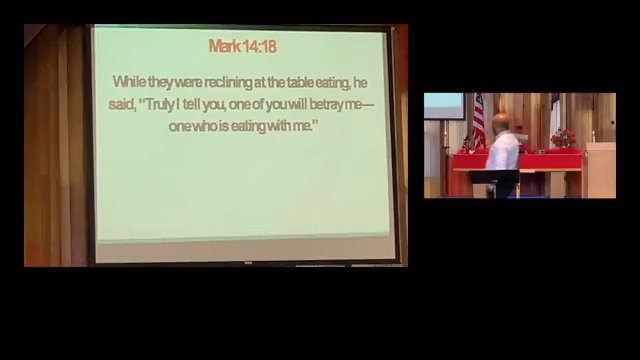 Mark 14:18
While they were reclining at the table eating, he
said, “Truly I tell you, one of you will betray me—
one who is eating with me.”